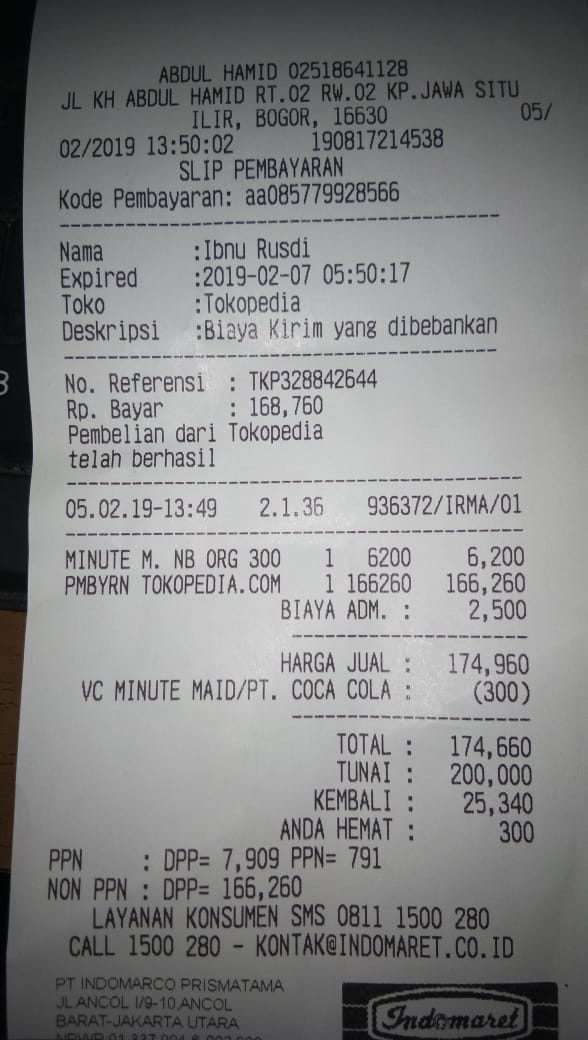 ABDUL HAMID 02518641128
JL KH ABDUL HAMID RT.02 RW.02 KP.JAWA SITU
ILIR, BOGOR, 16630 05/
02/2019 13:50:02 190817214538
SLIP PEMBAYARAN
Kode Pembayaran: aa085779928566
Nama :Ibnu Rusdi
Expired :2019-02-07 05:50:17
Toko :Tokopedia
Deskripsi :Biaya Kirim yang dibebankan
No. Referensi : TKP328842644
Rp. Bayar : 168,760
Pembelian dari Tokopedia
telah berhasil
05.02.19-13:49 2.1.36 936372/IRMA/01
MINUTE M. NB ORG 300 1 6200 6,200
PMBYRN TOKOPEDIA.COM 1 166260 166,260
BIAYA ADM. : 2,500
HARGA JUAL : 174,960
VC MINUTE MAID/PT. COCA COLA : (300)
TOTAL : 174,660
TUNAI : 200,000
KEMBALI : 25,340
ANDA HEMAT : 300
PPN : DPP= 7,909 PPN= 791
NON PPN : DPP= 166,260
LAYANAN KONSUMEN SMS 0811 1500 280
CALL 1500 280 - KONTAK@INDOMARET.CO.ID
PT INDOMARCO PRISMATAMA
JL.ANCOL I/9-10,ANCOL
BARAT-JAKARTA UTARA
Indomaret